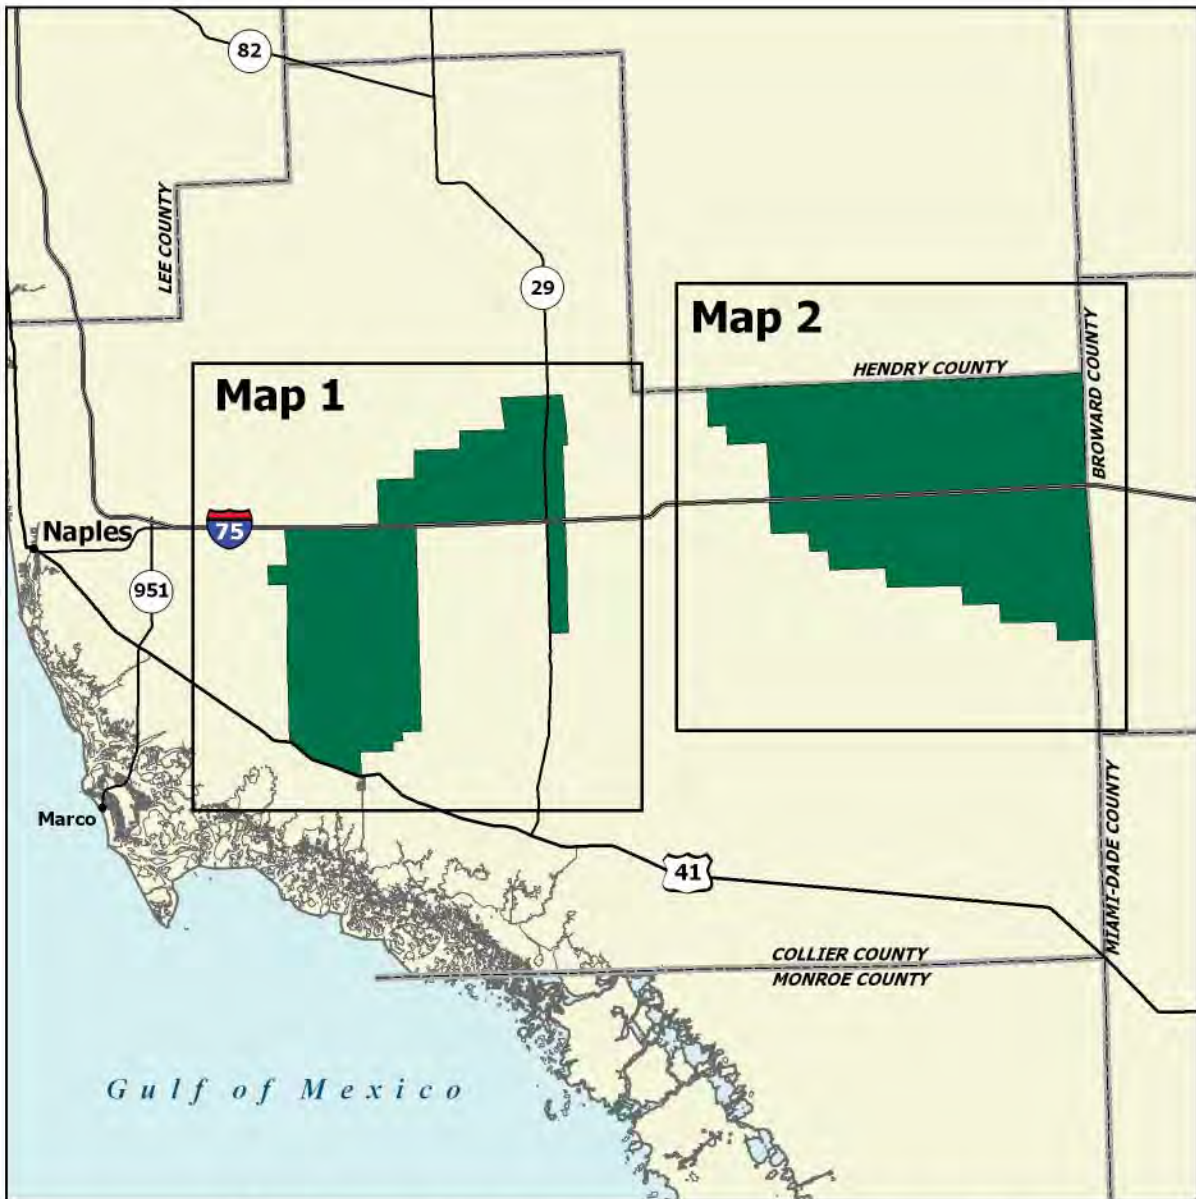 82
LEE COUNTY
29
Map 2
HENDRY COUNTY
BROWARD COUNTY
Map 1
Naples
75
951
Marco
41
MIAMI-DADE COUNTY
COLLIER COUNTY
MONROE COUNTY
Gulf of Mexico